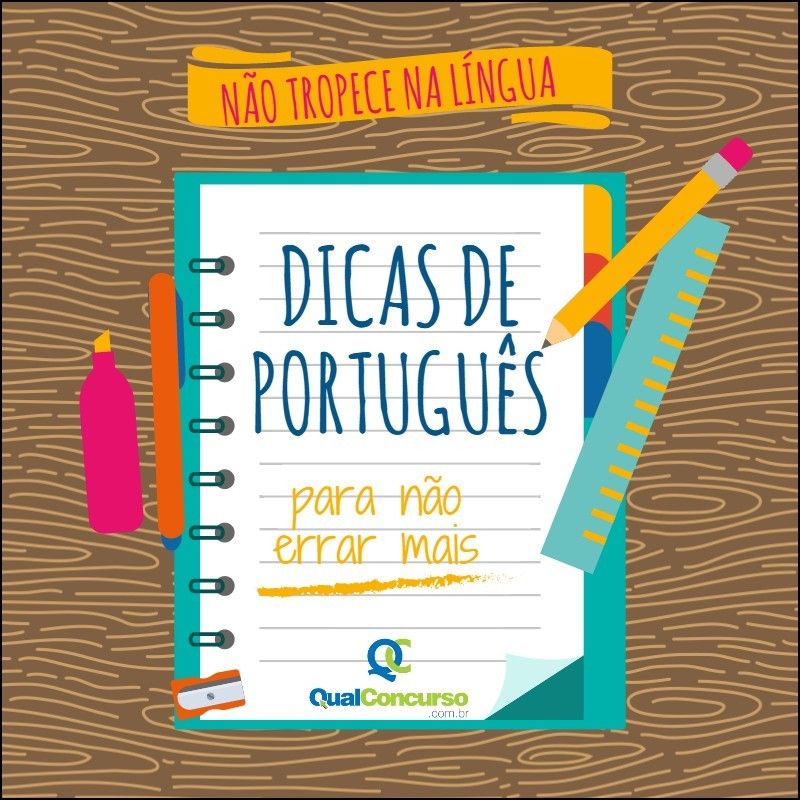 NÃO TROPECE NA LÍNGUA
DICAS DE
PORTUGUÊS
para não
errar mais
QC
QualConcurso
.com.br